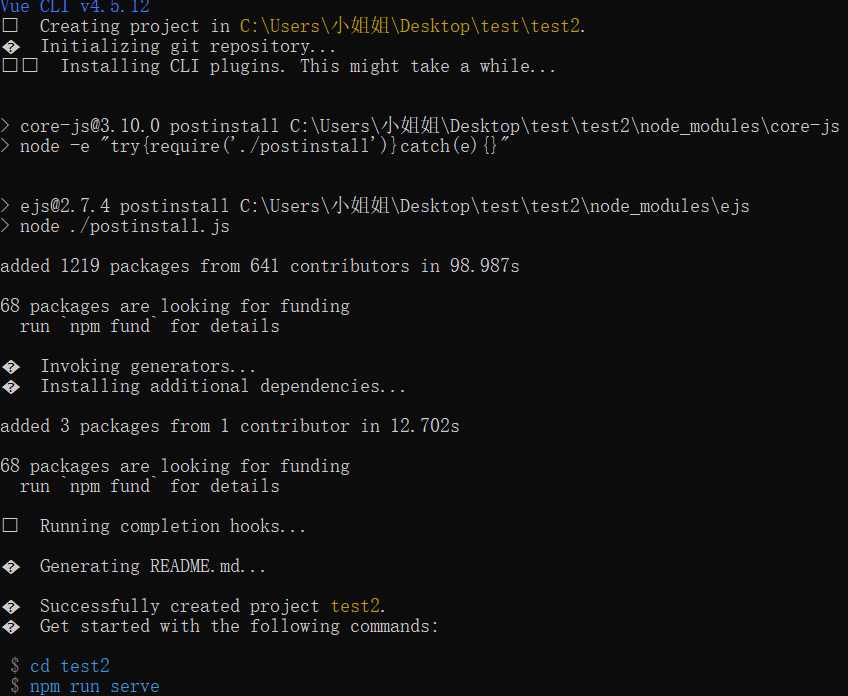 Vue CLI v4.5.12
□  Creating project in C:\Users\小姐姐\Desktop\test\test2.
�  Initializing git repository...
□□  Installing CLI plugins. This might take a while...
> core-js@3.10.0 postinstall C:\Users\小姐姐\Desktop\test\test2\node_modules\core-js
> node -e "try{require('./postinstall')}catch(e){}"
> ejs@2.7.4 postinstall C:\Users\小姐姐\Desktop\test\test2\node_modules\ejs
> node ./postinstall.js
added 1219 packages from 641 contributors in 98.987s
68 packages are looking for funding
  run `npm fund` for details
�  Invoking generators...
�  Installing additional dependencies...
added 3 packages from 1 contributor in 12.702s
68 packages are looking for funding
  run `npm fund` for details
□  Running completion hooks...
�  Generating README.md...
�  Successfully created project test2.
�  Get started with the following commands:
 $ cd test2
 $ npm run serve